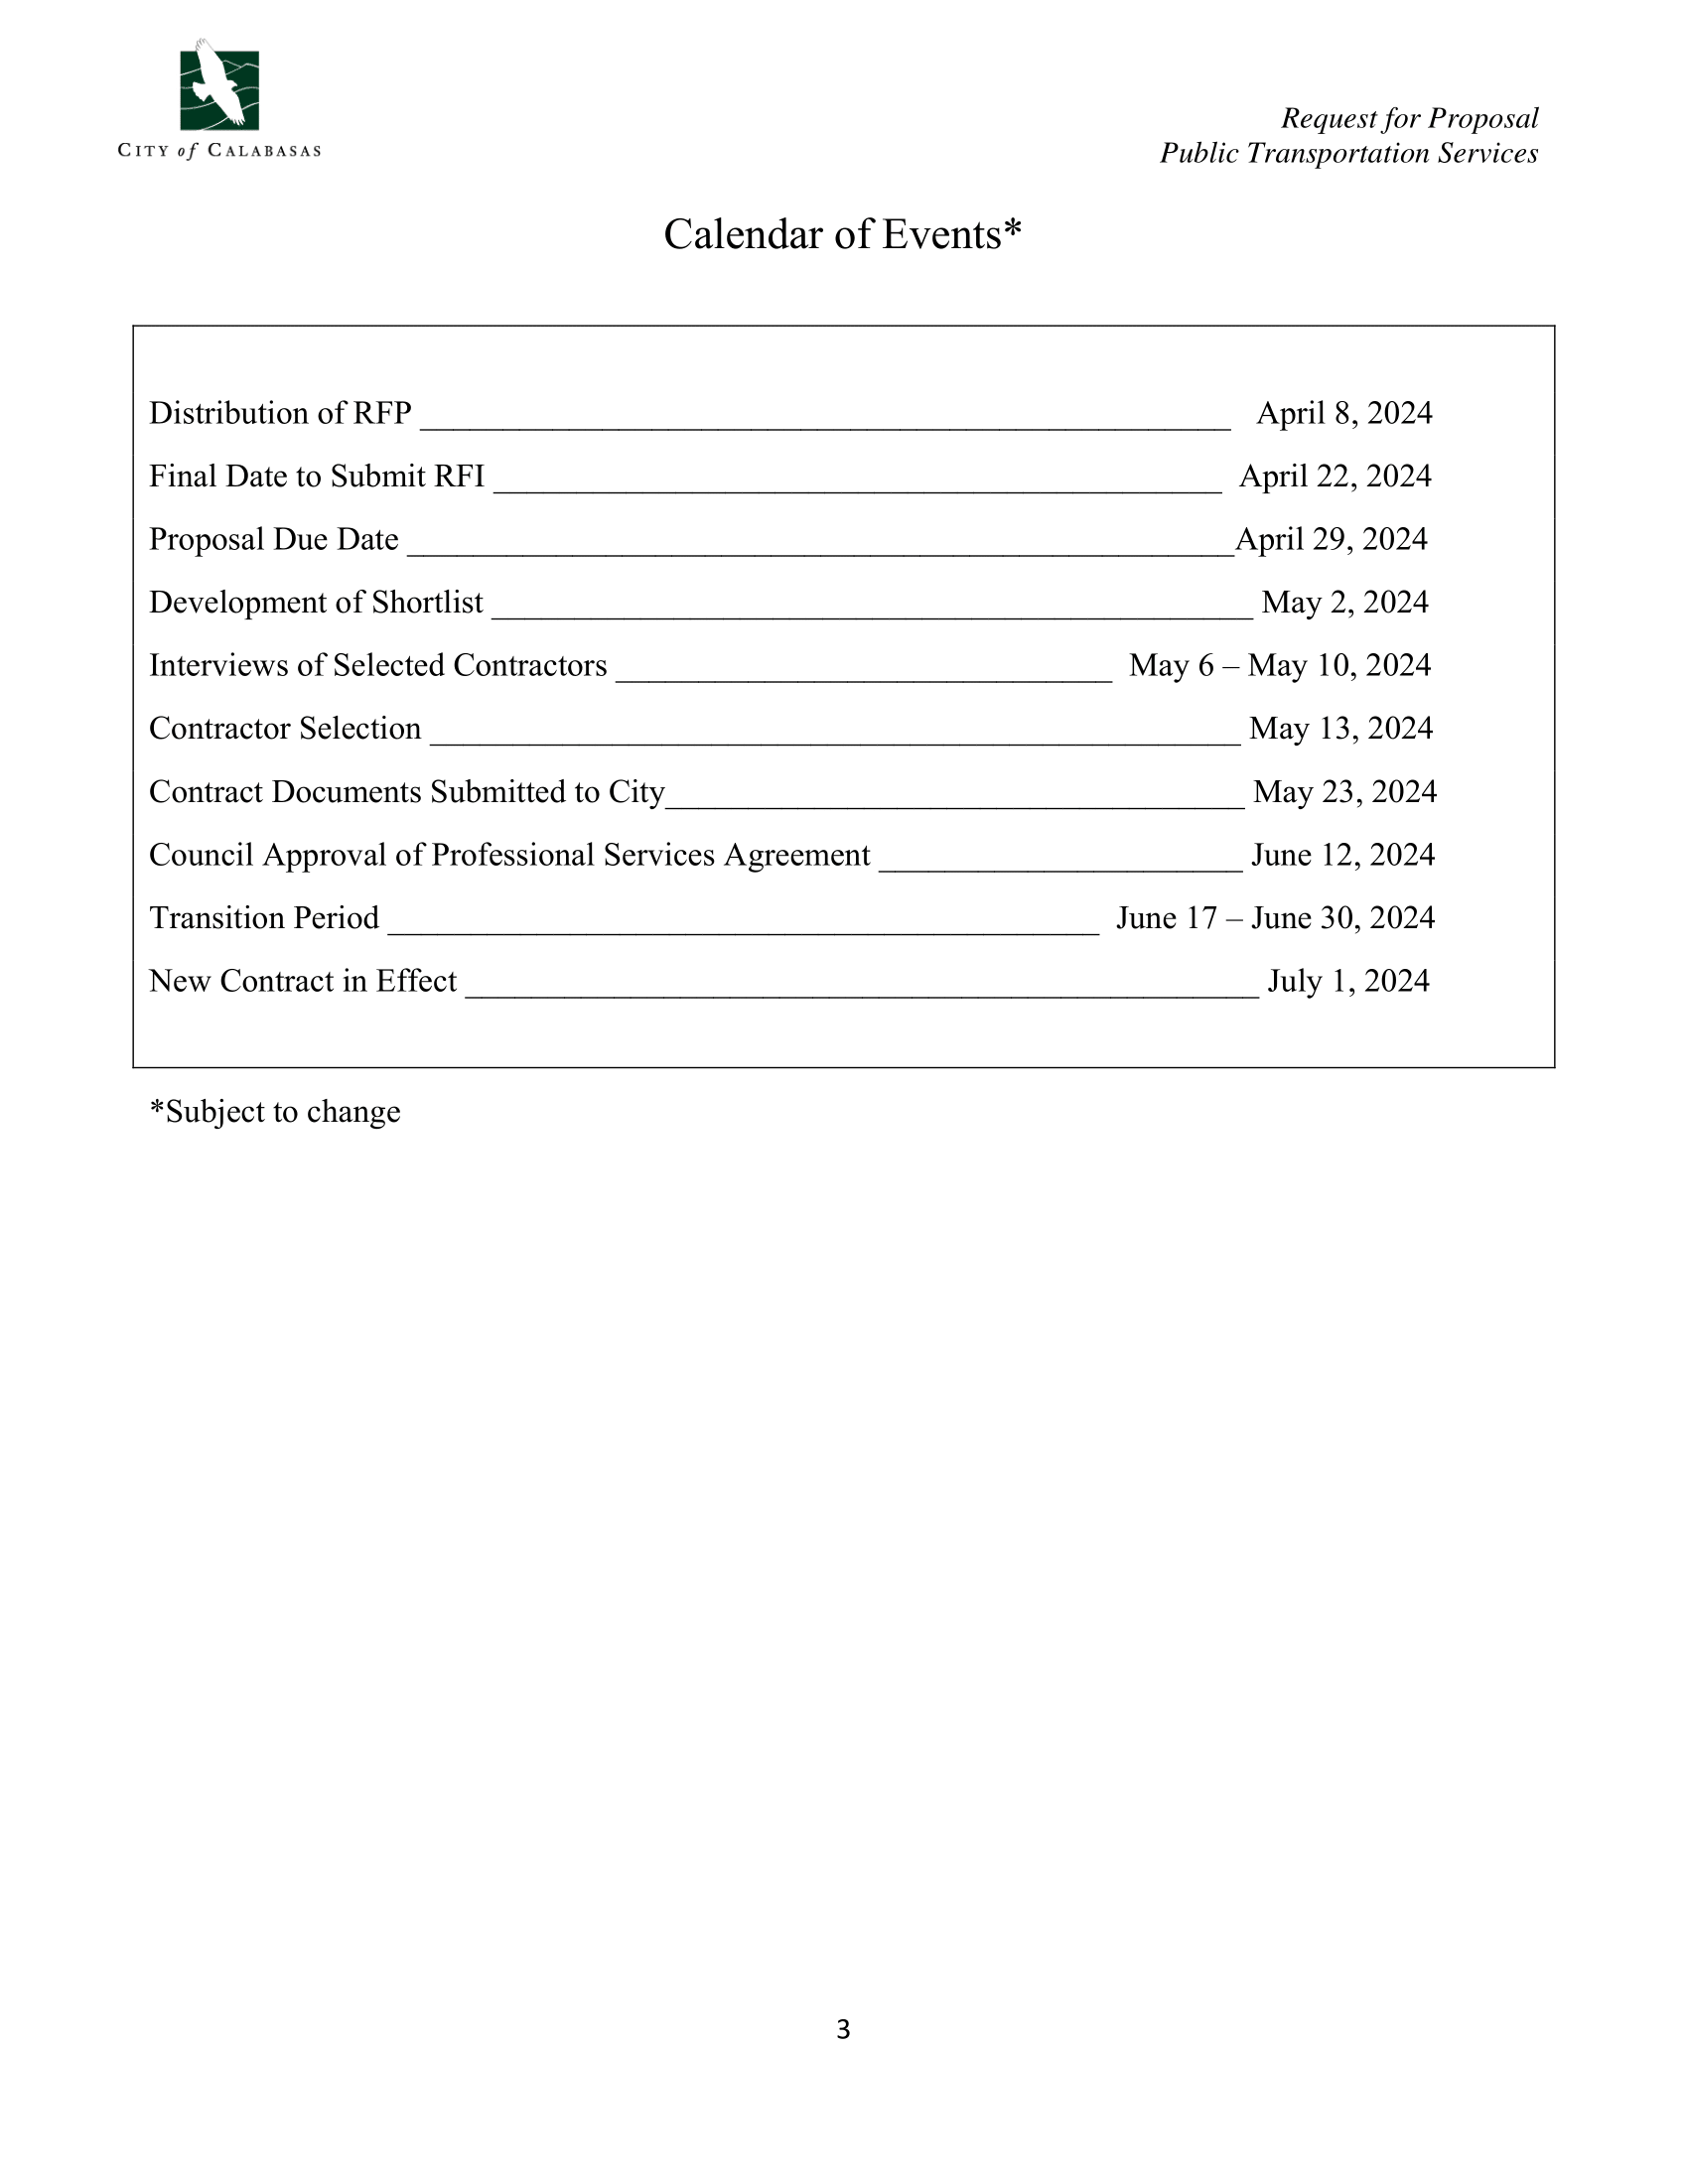 CITY of CALABASAS
Request for Proposal
Public Transportation Services
Calendar of Events*
Distribution of RFP _________________________________________________ April 8, 2024
Final Date to Submit RFI ____________________________________________ April 22, 2024
Proposal Due Date __________________________________________________April 29, 2024
Development of Shortlist ______________________________________________ May 2, 2024
Interviews of Selected Contractors ______________________________ May 6 – May 10, 2024
Contractor Selection _________________________________________________ May 13, 2024
Contract Documents Submitted to City___________________________________ May 23, 2024
Council Approval of Professional Services Agreement ______________________ June 12, 2024
Transition Period ___________________________________________ June 17 – June 30, 2024
New Contract in Effect ________________________________________________ July 1, 2024
*Subject to change
3